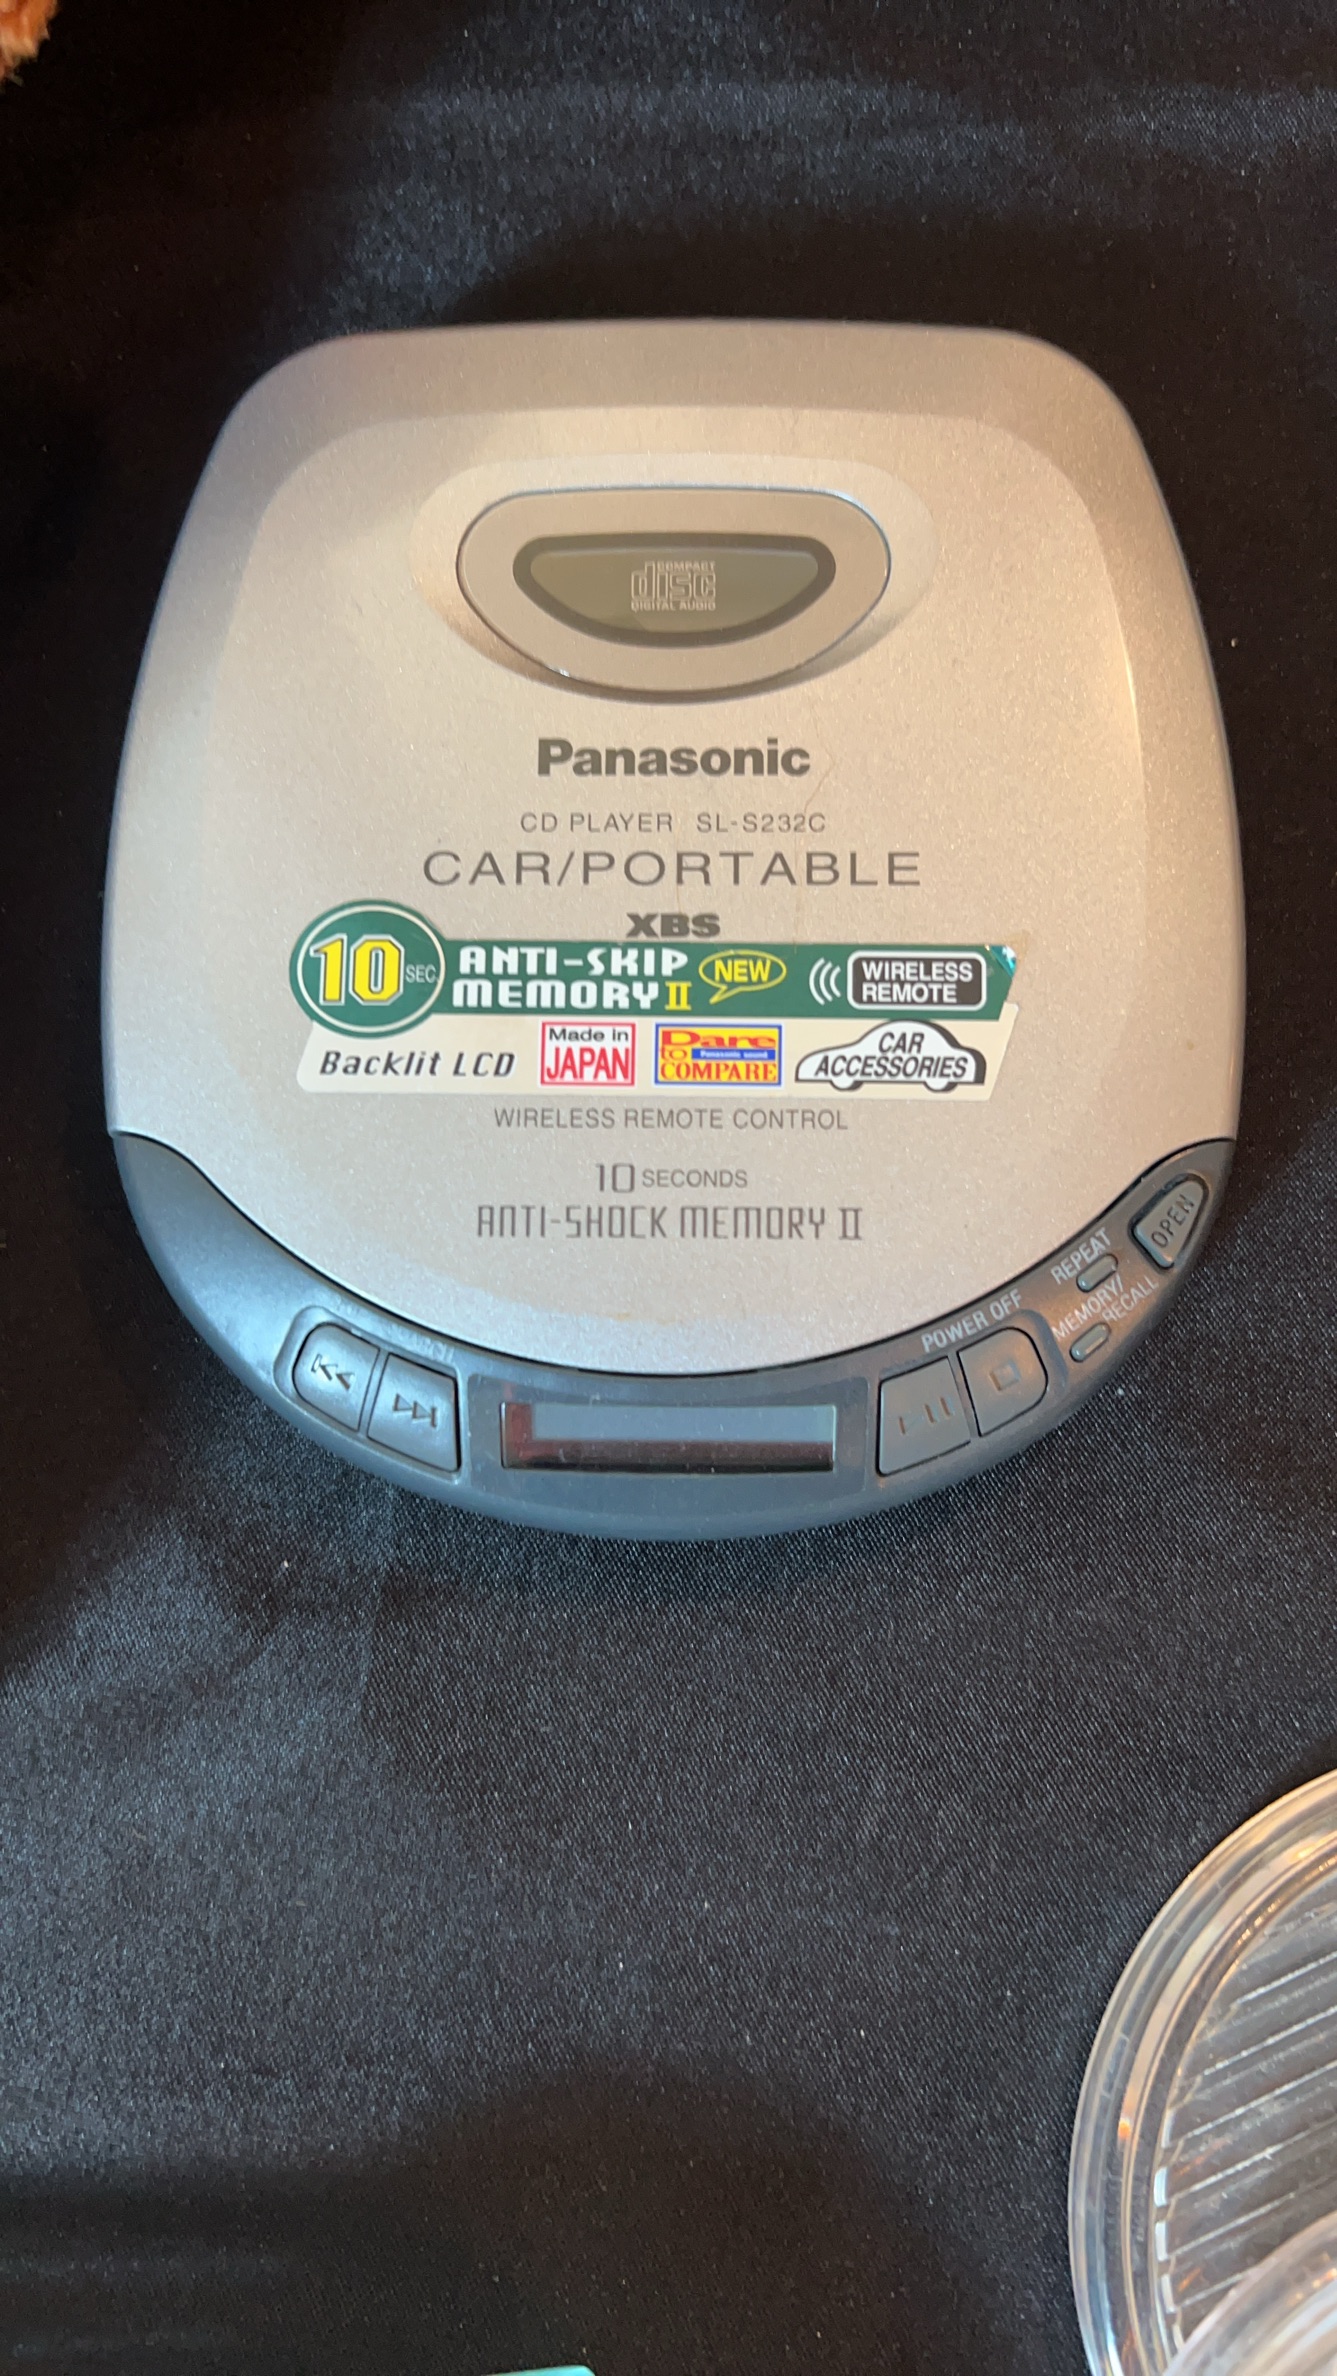 COMPACT
disc
DIGITAL AUDIO
Panasonic
CD PLAYER SL-S232C
CAR/PORTABLE
XBS
10 SEC. ANTI-SKIP MEMORY II NEW WIRELESS REMOTE
Backlit LCD Made in JAPAN Dare to Panasonic sound COMPARE CAR ACCESSORIES
WIRELESS REMOTE CONTROL
10 SECONDS
ANTI-SHOCK MEMORY II
OPEN
REPEAT
MEMORY/
RECALL
POWER OFF